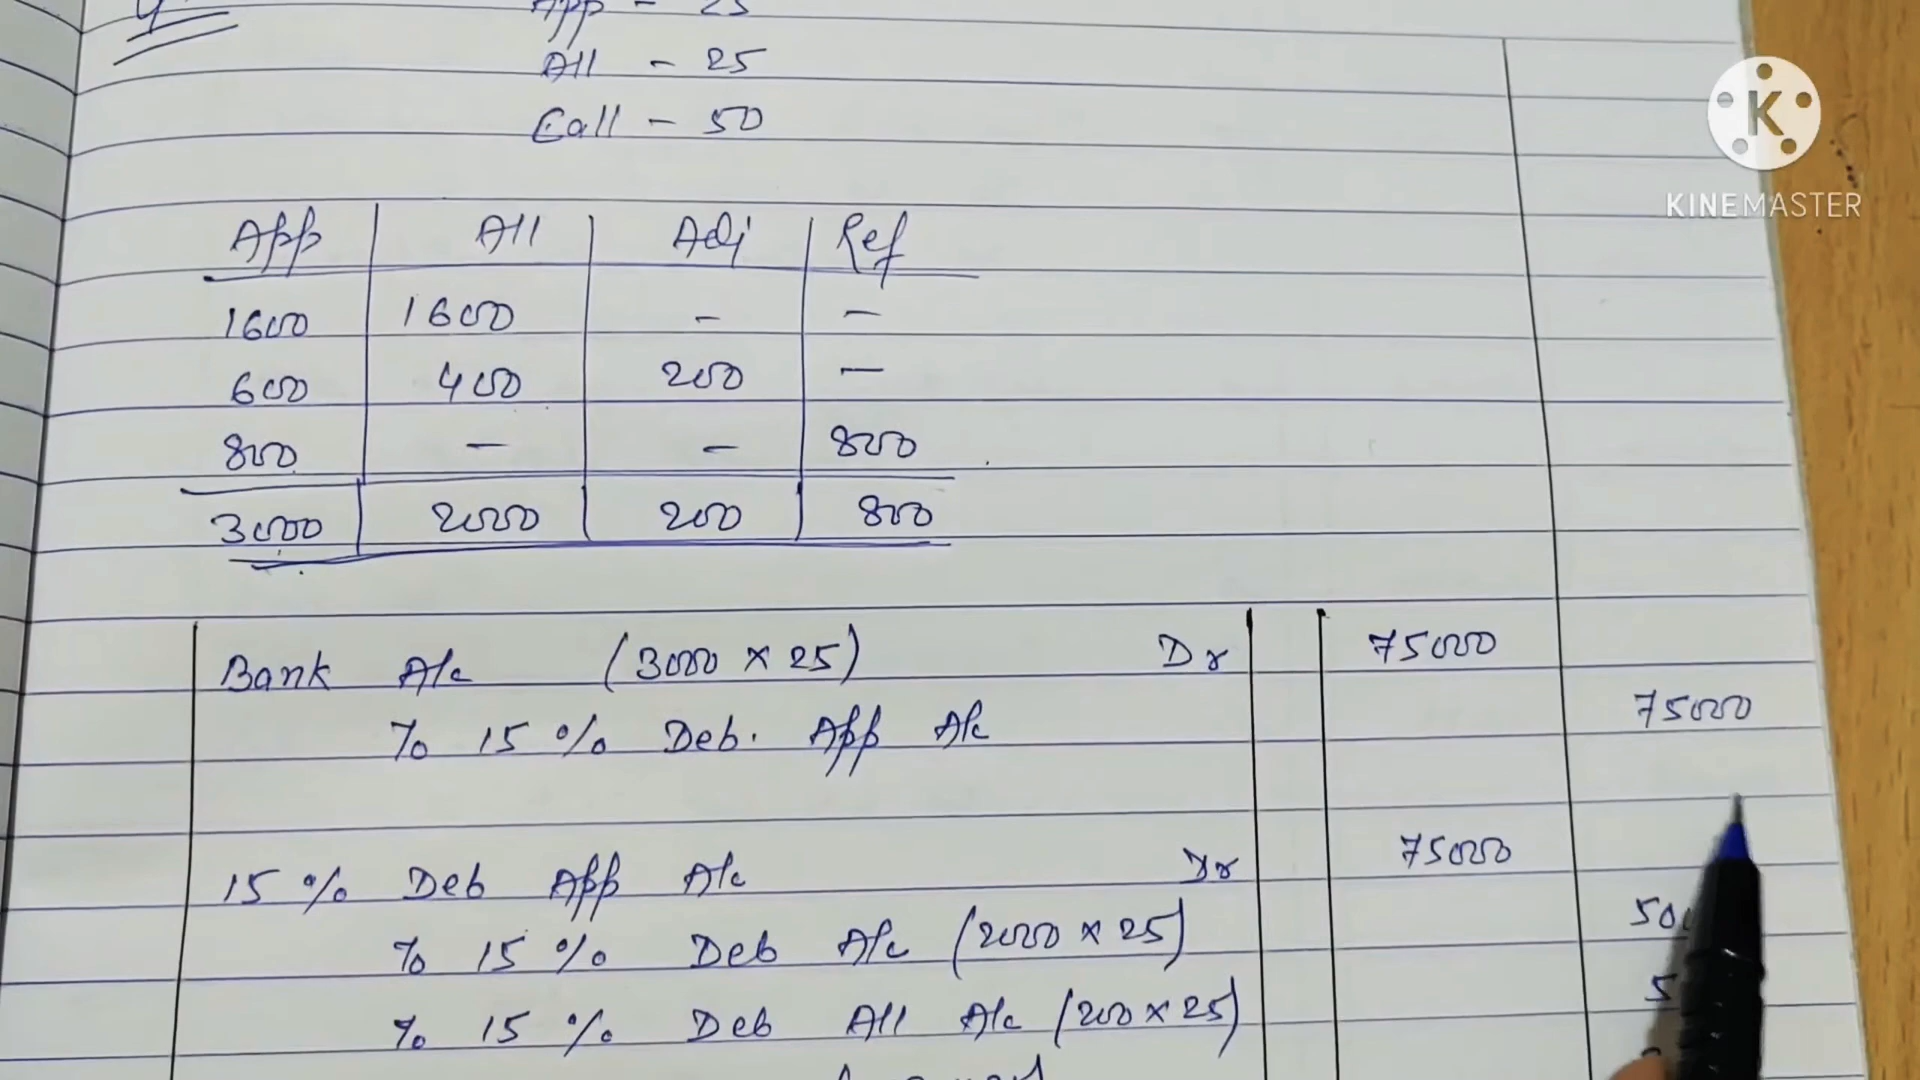 App - 25
All - 25
Call - 50
K
KINEMASTER
App All Adj Ref
1600 1600 - -
600 400 200 -
800 - - 800
3000 2000 200 800
Bank A/c (3000 × 25) Dr 75000
To 15 % Deb. App A/c 75000
15 % Deb App A/c Dr 75000
To 15 % Deb A/c (2000 × 25)
To 15 % Deb All A/c (200 × 25)